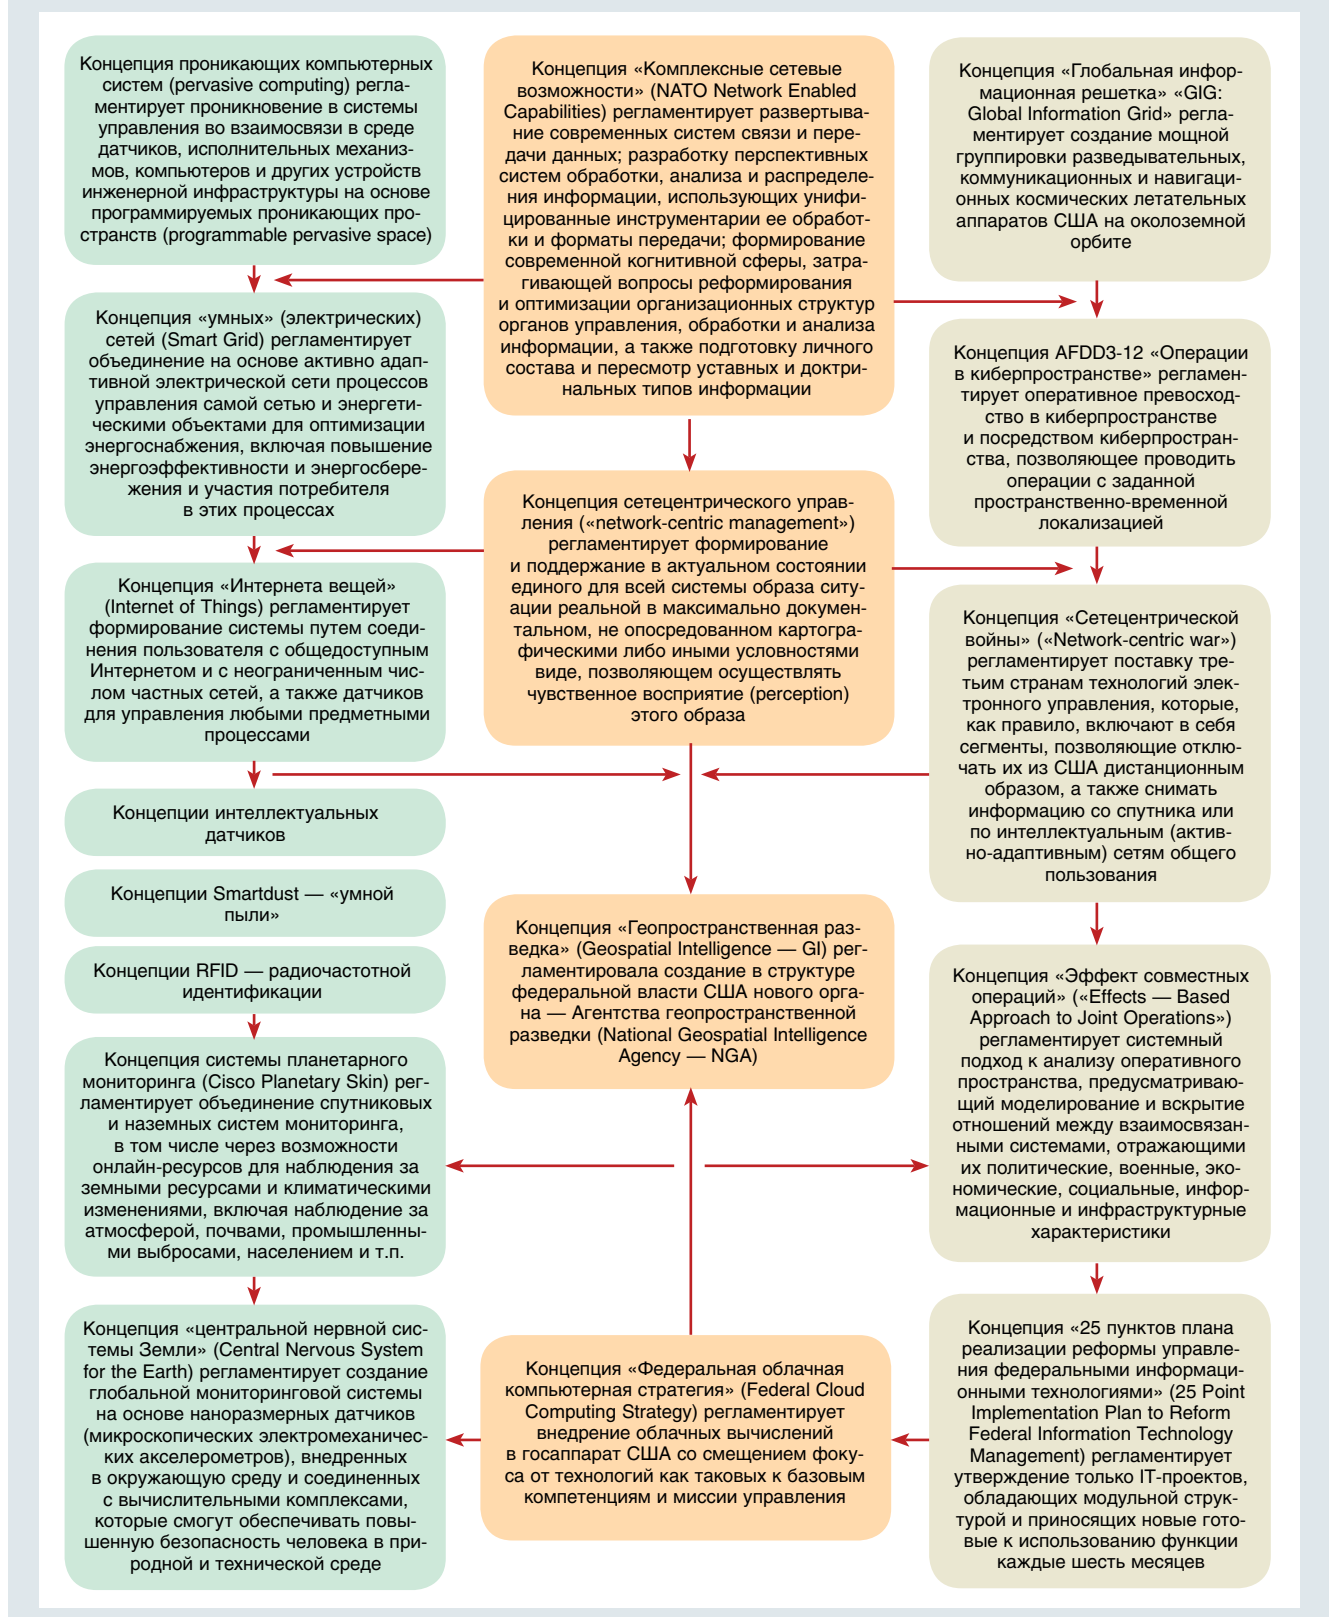 Концепция проникающих компьютерных
систем (pervasive computing) регла-
ментирует проникновение в системы
управления во взаимосвязи в среде
датчиков, исполнительных механиз-
мов, компьютеров и других устройств
инженерной инфраструктуры на основе
программируемых проникающих про-
странств (programmable pervasive space)
Концепция «умных» (электрических)
сетей (Smart Grid) регламентирует
объединение на основе активно адап-
тивной электрической сети процессов
управления самой сетью и энергети-
ческими объектами для оптимизации
энергоснабжения, включая повышение
энергоэффективности и энергосбере-
жения и участия потребителя
в этих процессах
Концепция «Интернета вещей»
(Internet of Things) регламентирует
формирование системы путем соеди-
нения пользователя с общедоступным
Интернетом и с неограниченным чис-
лом частных сетей, а также датчиков
для управления любыми предметными
процессами
Концепции интеллектуальных
датчиков
Концепции Smartdust — «умной
пыли»
Концепции RFID — радиочастотной
идентификации
Концепция системы планетарного
мониторинга (Cisco Planetary Skin) рег-
ламентирует объединение спутниковых
и наземных систем мониторинга,
в том числе через возможности
онлайн-ресурсов для наблюдения за
земными ресурсами и климатическими
изменениями, включая наблюдение за
атмосферой, почвами, промышленны-
ми выбросами, населением и т.п.
Концепция «центральной нервной сис-
темы Земли» (Central Nervous System
for the Earth) регламентирует создание
глобальной мониторинговой системы
на основе наноразмерных датчиков
(микроскопических электромеханичес-
ких акселерометров), внедренных
в окружающую среду и соединенных
с вычислительными комплексами,
которые смогут обеспечивать повы-
шенную безопасность человека в при-
родной и технической среде
Концепция «Комплексные сетевые
возможности» (NATO Network Enabled
Capabilities) регламентирует развертыва-
ние современных систем связи и пере-
дачи данных; разработку перспективных
систем обработки, анализа и распределе-
ния информации, использующих унифи-
цированные инструментарии ее обработ-
ки и форматы передачи; формирование
современной когнитивной сферы, затра-
гивающей вопросы реформирования
и оптимизации организационных структур
органов управления, обработки и анализа
информации, а также подготовку личного
состава и пересмотр уставных и доктри-
нальных типов информации
Концепция сетецентрического управ-
ления («network-centric management»)
регламентирует формирование
и поддержание в актуальном состоянии
единого для всей системы образа ситу-
ации реальной в максимально докумен-
тальном, не опосредованном картогра-
фическими либо иными условностями
виде, позволяющем осуществлять
чувственное восприятие (perception)
этого образа
Концепция «Геопространственная раз-
ведка» (Geospatial Intelligence — GI) рег-
ламентировала создание в структуре
федеральной власти США нового орга-
на — Агентства геопространственной
разведки (National Geospatial Intelligence
Agency — NGA)
Концепция «Федеральная облачная
компьютерная стратегия» (Federal Cloud
Computing Strategy) регламентирует
внедрение облачных вычислений
в госаппарат США со смещением фоку-
са от технологий как таковых к базовым
компетенциям и миссии управления
Концепция «Глобальная инфор-
мационная решетка» «GIG:
Global Information Grid» регла-
ментирует создание мощной
группировки разведывательных,
коммуникационных и навигаци-
онных космических летательных
аппаратов США на околоземной
орбите
Концепция AFDD3-12 «Операции
в киберпространстве» регламен-
тирует оперативное превосход-
ство в киберпространстве
и посредством киберпростран-
ства, позволяющее проводить
операции с заданной
пространственно-временной
локализацией
Концепция «Сетецентрической
войны» («Network-centric war»)
регламентирует поставку тре-
тьим странам технологий элек-
тронного управления, которые,
как правило, включают в себя
сегменты, позволяющие отклю-
чать их из США дистанционным
образом, а также снимать
информацию со спутника или
по интеллектуальным (актив-
но-адаптивным) сетям общего
пользования
Концепция «Эффект совместных
операций» («Effects — Based
Approach to Joint Operations»)
регламентирует системный
подход к анализу оперативного
пространства, предусматриваю-
щий моделирование и вскрытие
отношений между взаимосвязан-
ными системами, отражающими
их политические, военные, эко-
номические, социальные, инфор-
мационные и инфраструктурные
характеристики
Концепция «25 пунктов плана
реализации реформы управле-
ния федеральными информаци-
онными технологиями» (25 Point
Implementation Plan to Reform
Federal Information Technology
Management) регламентирует
утверждение только IT-проектов,
обладающих модульной струк-
турой и приносящих новые гото-
вые к использованию функции
каждые шесть месяцев